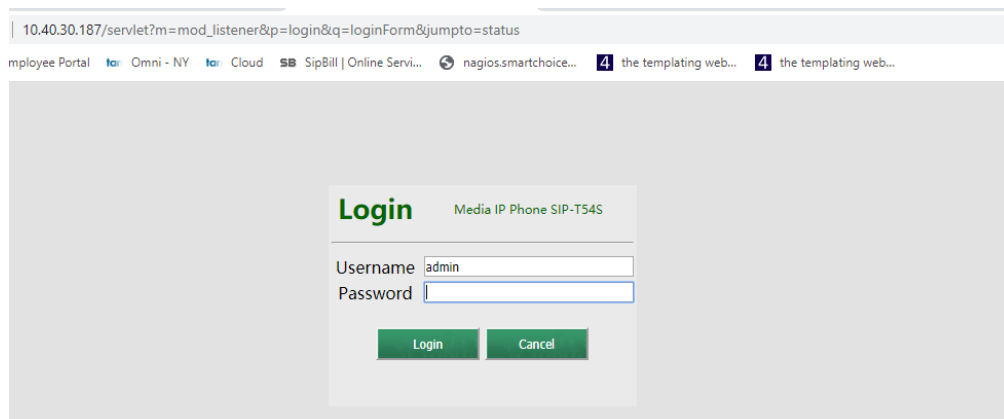 10.40.30.187/servlet?m=mod_listener&p=login&q=loginForm&jumpto=status
mployee Portal tan Omni - NY tan Cloud SB SipBill | Online Servi... nagios.smartchoice... 4 the templating web... 4 the templating web...
Login Media IP Phone SIP-T54S
Username admin
Password
Login Cancel